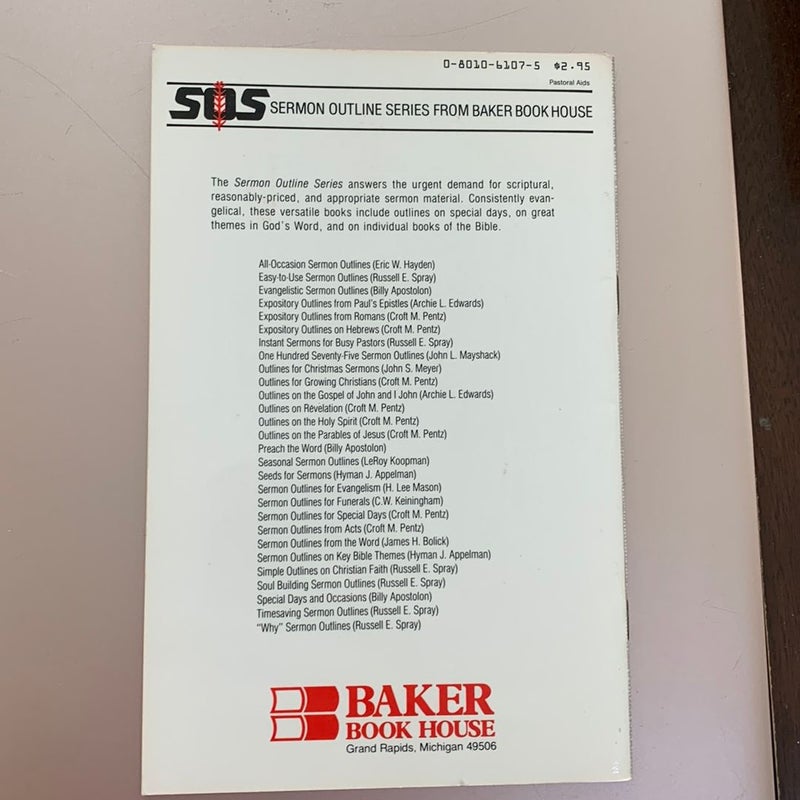 0-8010-6107-5 $2.95
Pastoral Aids
SOS SERMON OUTLINE SERIES FROM BAKER BOOK HOUSE
The Sermon Outline Series answers the urgent demand for scriptural,
reasonably-priced, and appropriate sermon material. Consistently evan-
gelical, these versatile books include outlines on special days, on great
themes in God's Word, and on individual books of the Bible.
All-Occasion Sermon Outlines (Eric W. Hayden)
Easy-to-Use Sermon Outlines (Russell E. Spray)
Evangelistic Sermon Outlines (Billy Apostolon)
Expository Outlines from Paul's Epistles (Archie L. Edwards)
Expository Outlines from Romans (Croft M. Pentz)
Expository Outlines on Hebrews (Croft M. Pentz)
Instant Sermons for Busy Pastors (Russell E. Spray)
One Hundred Seventy-Five Sermon Outlines (John L. Mayshack)
Outlines for Christmas Sermons (John S. Meyer)
Outlines for Growing Christians (Croft M. Pentz)
Outlines on the Gospel of John and I John (Archie L. Edwards)
Outlines on Revelation (Croft M. Pentz)
Outlines on the Holy Spirit (Croft M. Pentz)
Outlines on the Parables of Jesus (Croft M. Pentz)
Preach the Word (Billy Apostolon)
Seasonal Sermon Outlines (LeRoy Koopman)
Seeds for Sermons (Hyman J. Appelman)
Sermon Outlines for Evangelism (H. Lee Mason)
Sermon Outlines for Funerals (C.W. Keiningham)
Sermon Outlines for Special Days (Croft M. Pentz)
Sermon Outlines from Acts (Croft M. Pentz)
Sermon Outlines from the Word (James H. Bolick)
Sermon Outlines on Key Bible Themes (Hyman J. Appelman)
Simple Outlines on Christian Faith (Russell E. Spray)
Soul Building Sermon Outlines (Russell E. Spray)
Special Days and Occasions (Billy Apostolon)
Timesaving Sermon Outlines (Russell E. Spray)
"Why" Sermon Outlines (Russell E. Spray)
BAKER
BOOK HOUSE
Grand Rapids, Michigan 49506